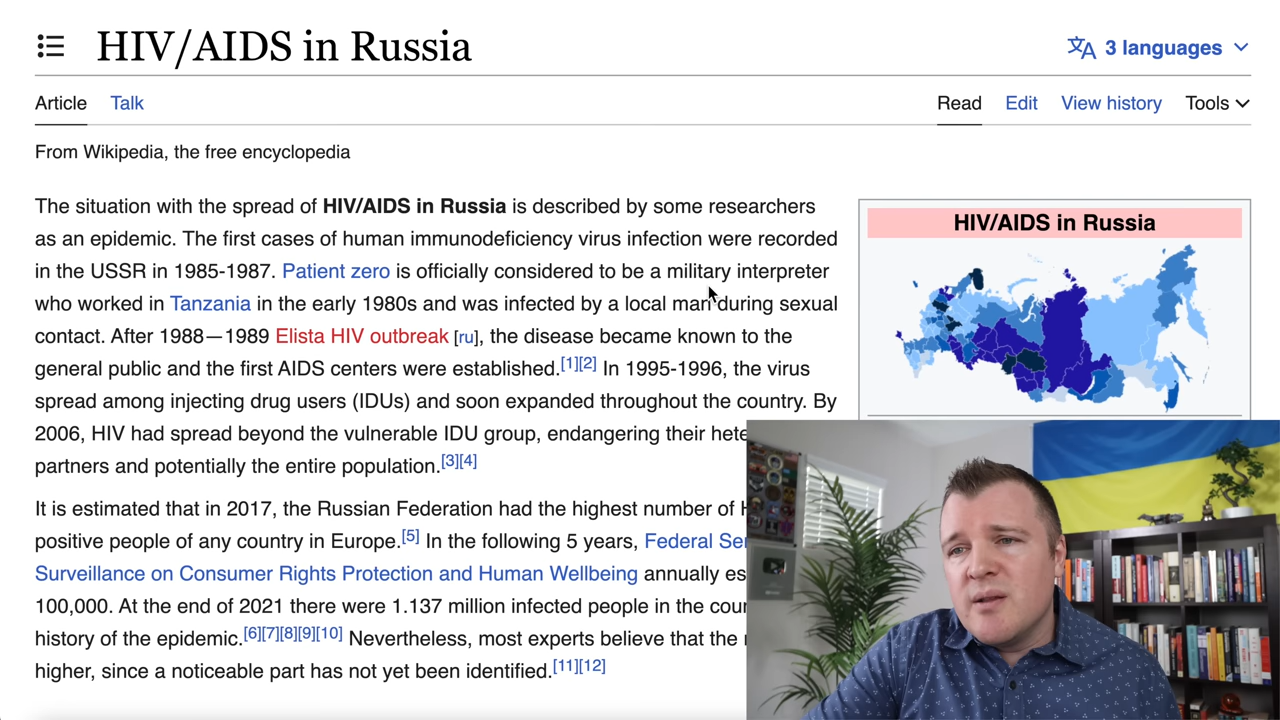 HIV/AIDS in Russia
3 languages
Article Talk
Read Edit View history Tools
From Wikipedia, the free encyclopedia
The situation with the spread of HIV/AIDS in Russia is described by some researchers
as an epidemic. The first cases of human immunodeficiency virus infection were recorded
in the USSR in 1985-1987. Patient zero is officially considered to be a military interpreter
who worked in Tanzania in the early 1980s and was infected by a local man during sexual
contact. After 1988—1989 Elista HIV outbreak [ru], the disease became known to the
general public and the first AIDS centers were established.[1][2] In 1995-1996, the virus
spread among injecting drug users (IDUs) and soon expanded throughout the country. By
2006, HIV had spread beyond the vulnerable IDU group, endangering their hete
partners and potentially the entire population.[3][4]
It is estimated that in 2017, the Russian Federation had the highest number of H
positive people of any country in Europe.[5] In the following 5 years, Federal Ser
Surveillance on Consumer Rights Protection and Human Wellbeing annually es
100,000. At the end of 2021 there were 1.137 million infected people in the cour
history of the epidemic.[6][7][8][9][10] Nevertheless, most experts believe that the
higher, since a noticeable part has not yet been identified.[11][12]
HIV/AIDS in Russia